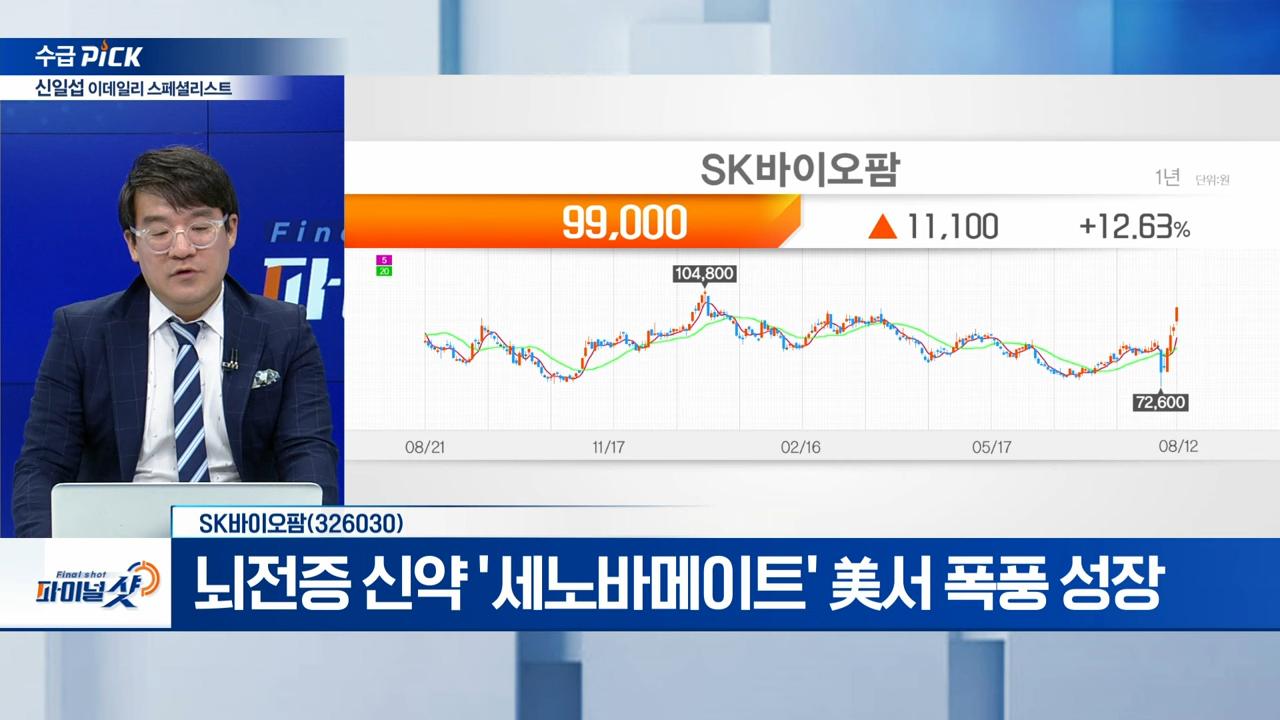 수급 PiCK
신일섭 이데일리 스페셜리스트
SK바이오팜
1년 단위:원
99,000 ▲ 11,100 +12.63%
5
20
104,800
72,600
08/21 11/17 02/16 05/17 08/12
Fin
파
SK바이오팜(326030)
Final shot
파이널샷
뇌전증 신약 '세노바메이트' 美서 폭풍 성장